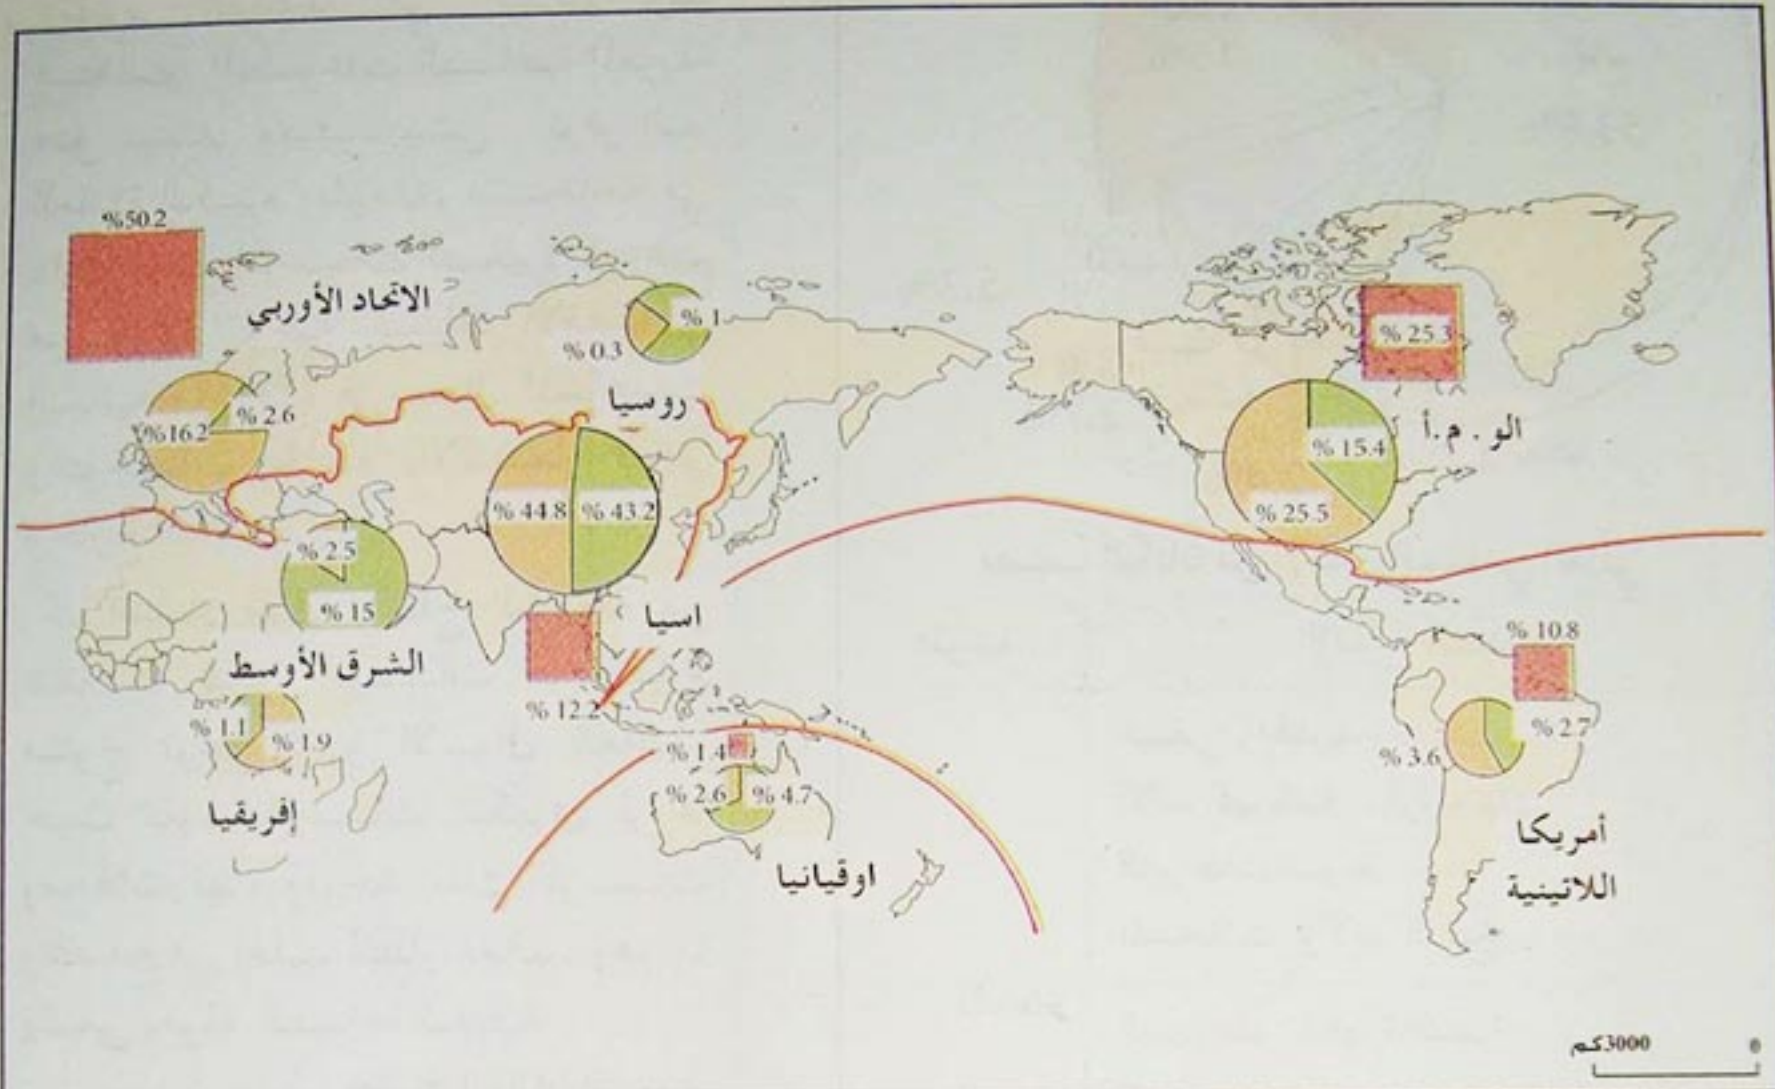 %50.2
الاتحاد الأوربي
% 2.6
%16.2
% 1
% 0.3
روسيا
% 25.3
الو . م.أ
% 15.4
% 25.5
% 44.8
% 43.2
اسيا
% 12.2
% 2.5
% 15
الشرق الأوسط
% 1.1
% 1.9
إفريقيا
% 1.4
% 2.6
% 4.7
اوقيانيا
% 10.8
% 2.7
% 3.6
أمريكا
اللاتينية
3000كم
0